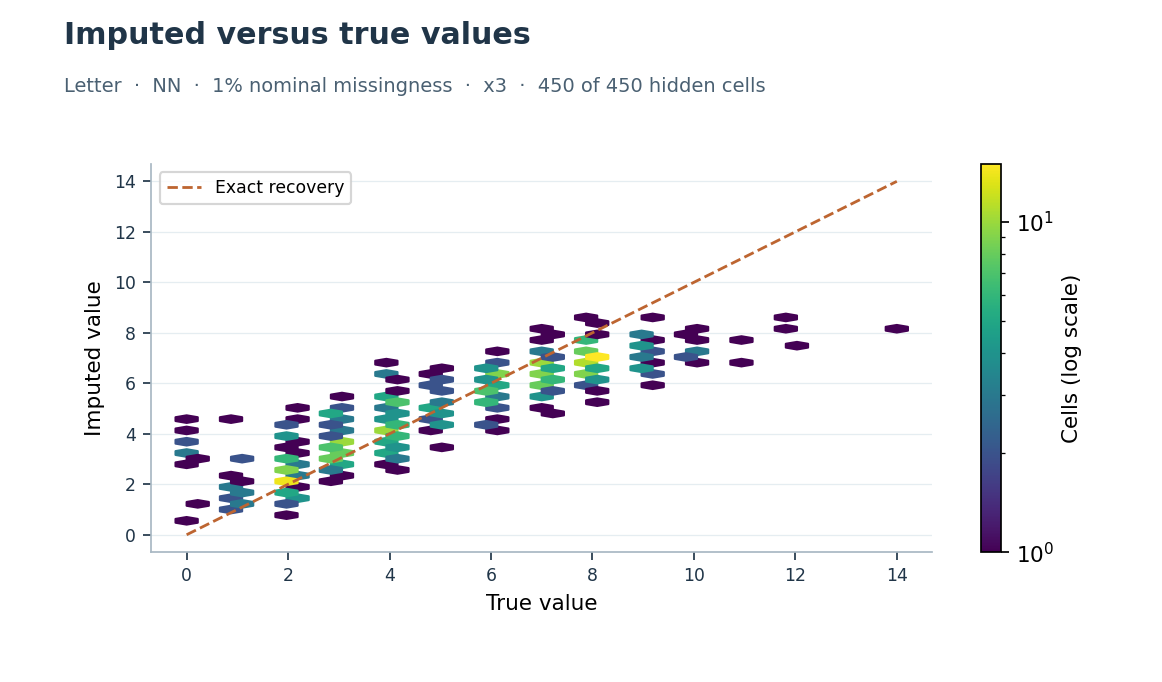 Imputed versus true values
Letter · NN · 1% nominal missingness · x3 · 450 of 450 hidden cells
Exact recovery
14
12
10
8
6
4
2
0
Imputed value
0 2 4 6 8 10 12 14
True value
10¹
10⁰
Cells (log scale)